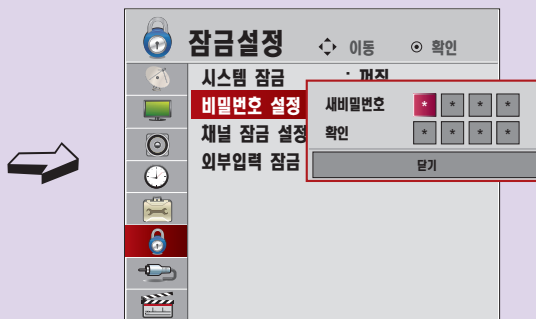 잠금설정 이동 ⊙ 확인
시스템 잠금 : 꺼짐
비밀번호 설정
채널 잠금 설정
외부입력 잠금
새비밀번호 * * * *
확인 * * * *
닫기